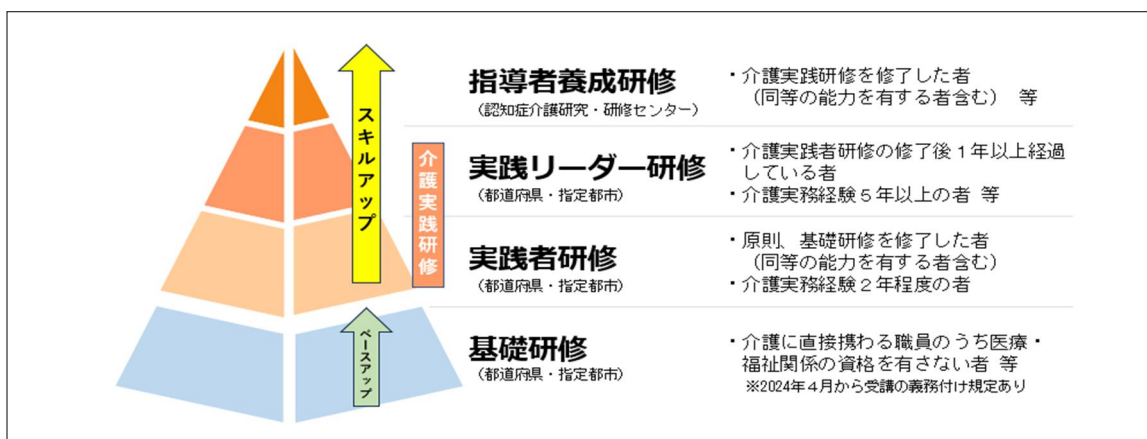 スキルアップ
ベースアップ
介護実践研修
指導者養成研修
（認知症介護研究・研修センター）
・介護実践研修を修了した者
（同等の能力を有する者含む） 等
実践リーダー研修
（都道府県・指定都市）
・介護実践者研修の修了後１年以上経過
している者
・介護実務経験５年以上の者 等
実践者研修
（都道府県・指定都市）
・原則、基礎研修を修了した者
（同等の能力を有する者含む）
・介護実務経験２年程度の者
基礎研修
（都道府県・指定都市）
・介護に直接携わる職員のうち医療・
福祉関係の資格を有さない者 等
※2024年４月から受講の義務付け規定あり